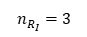 n_{R_I} = 3